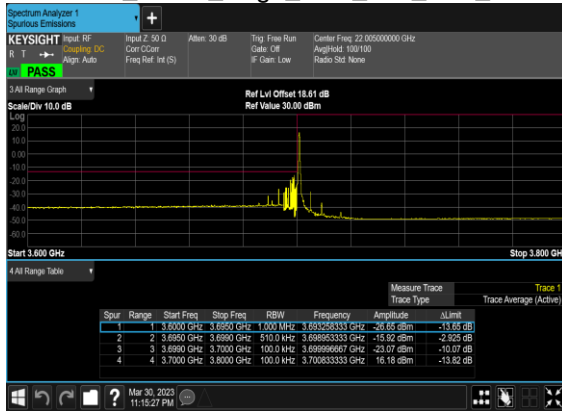 Spectrum Analyzer 1
Spurious Emissions
KEYSIGHT Input: RF Input Z: 50 Ω Atten: 30 dB Trig: Free Run Center Freq: 22.005000000 GHz
R T Coupling: DC Corr CCorr Gate: Off Avg|Hold: 100/100
Align: Auto Freq Ref: Int (S) IF Gain: Low Radio Std: None
PASS
3 All Range Graph Ref Lvl Offset 18.61 dB
Scale/Div 10.0 dB Ref Value 30.00 dBm
Log
20.0
10.0
0.00
-10.0
-20.0
-30.0
-40.0
-50.0
-60.0
Start 3.600 GHz Stop 3.800 GH
4 All Range Table
Measure Trace Trace 1
Trace Type Trace Average (Active)
Spur Range Start Freq Stop Freq RBW Frequency Amplitude ΔLimit
1 1 3.6000 GHz 3.6950 GHz 1.000 MHz 3.693258333 GHz -26.65 dBm -13.65 dB
2 2 3.6950 GHz 3.6990 GHz 510.0 kHz 3.698953333 GHz -15.92 dBm -2.925 dB
3 3 3.6990 GHz 3.7000 GHz 100.0 kHz 3.699996667 GHz -23.07 dBm -10.07 dB
4 4 3.7000 GHz 3.8000 GHz 100.0 kHz 3.700833333 GHz 16.18 dBm -13.82 dB
? Mar 30, 2023
11:15:27 PM